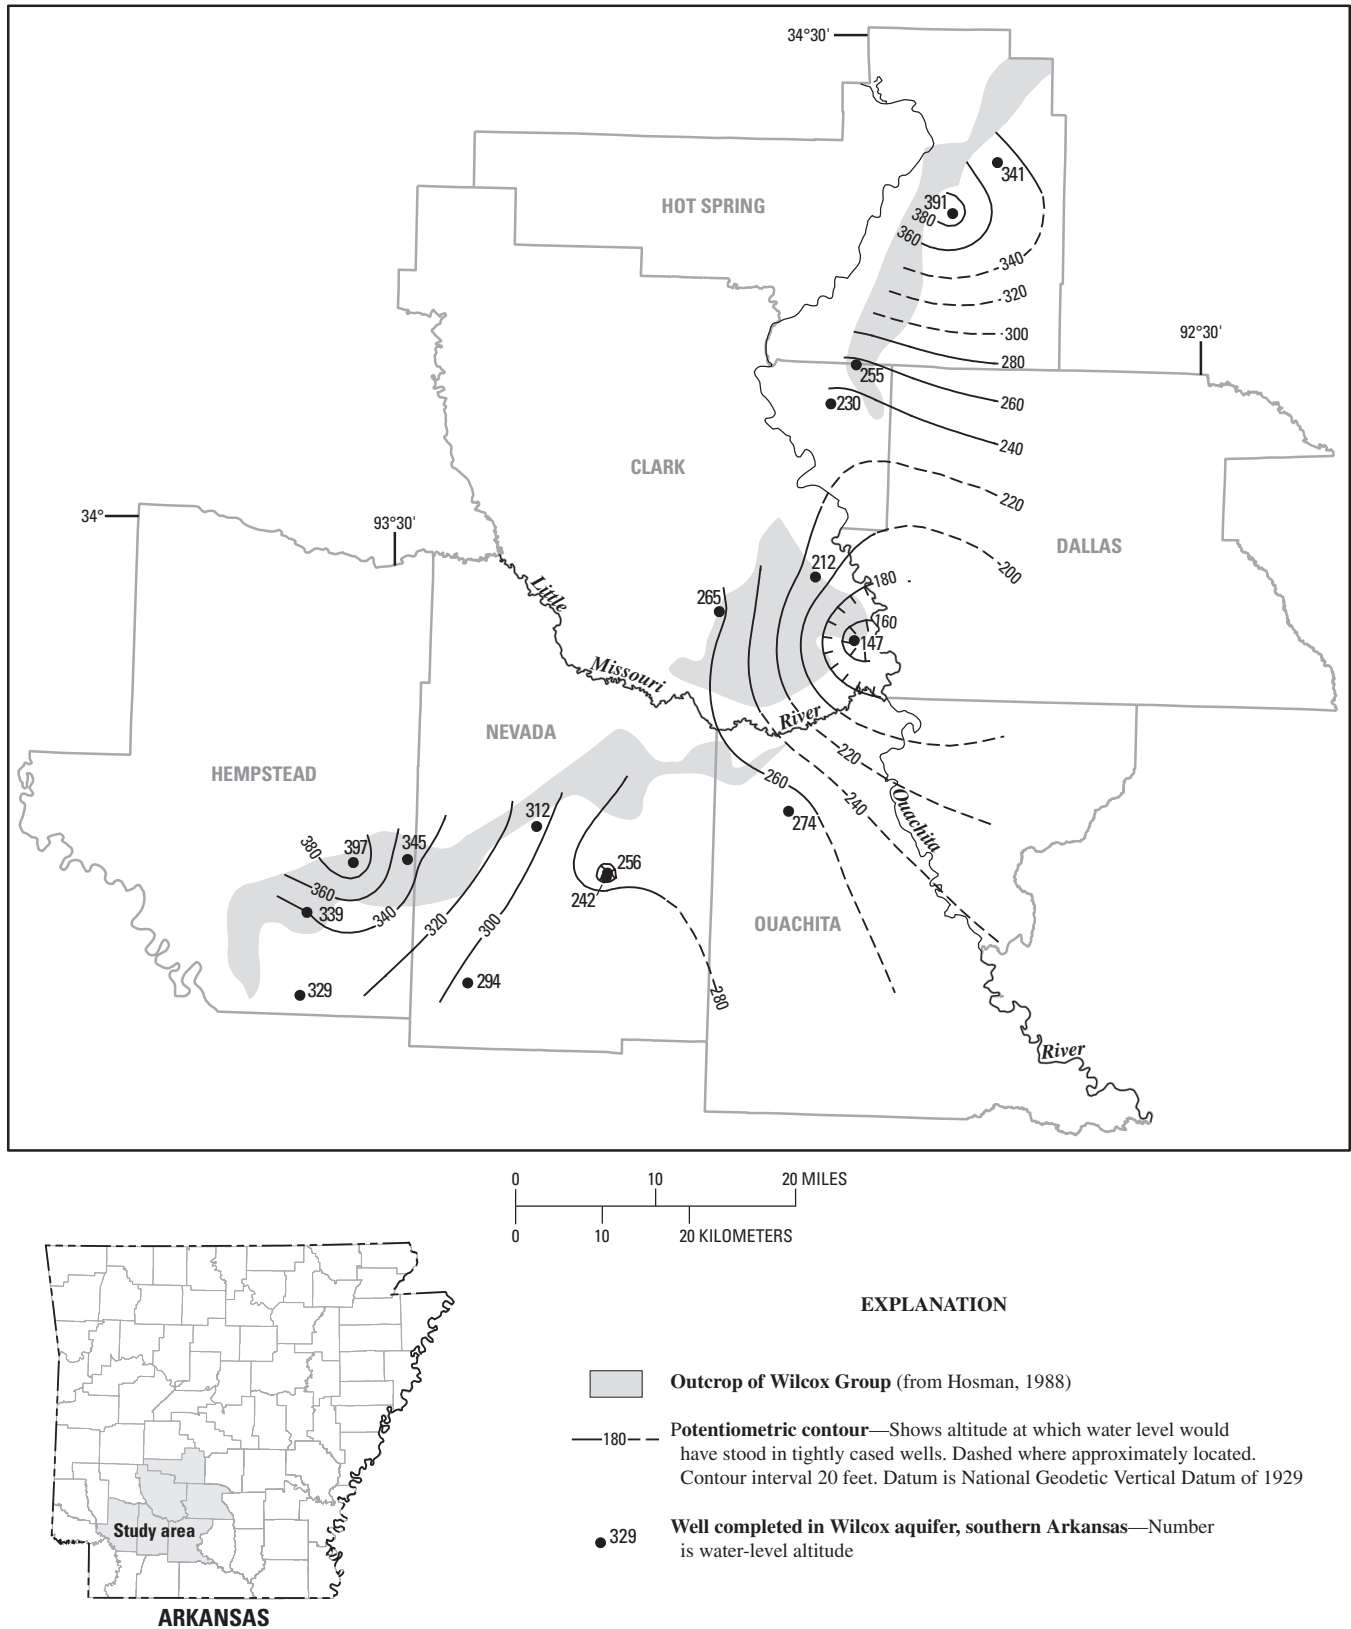 34°30'
341
391
380
360
HOT SPRING
340
320
300
92°30'
280
255
260
230
240
CLARK
220
34°
93°30'
DALLAS
200
212
180
Little
265
160
147
Missouri
River
NEVADA
220
HEMPSTEAD
260
240
Ouachita
274
312
397
345
380
256
360
242
339
340
320
300
OUACHITA
294
329
280
River
0 10 20 MILES
0 10 20 KILOMETERS
EXPLANATION
Outcrop of Wilcox Group (from Hosman, 1988)
180
Potentiometric contour—Shows altitude at which water level would
have stood in tightly cased wells. Dashed where approximately located.
Contour interval 20 feet. Datum is National Geodetic Vertical Datum of 1929
329
Well completed in Wilcox aquifer, southern Arkansas—Number
is water-level altitude
Study area
ARKANSAS